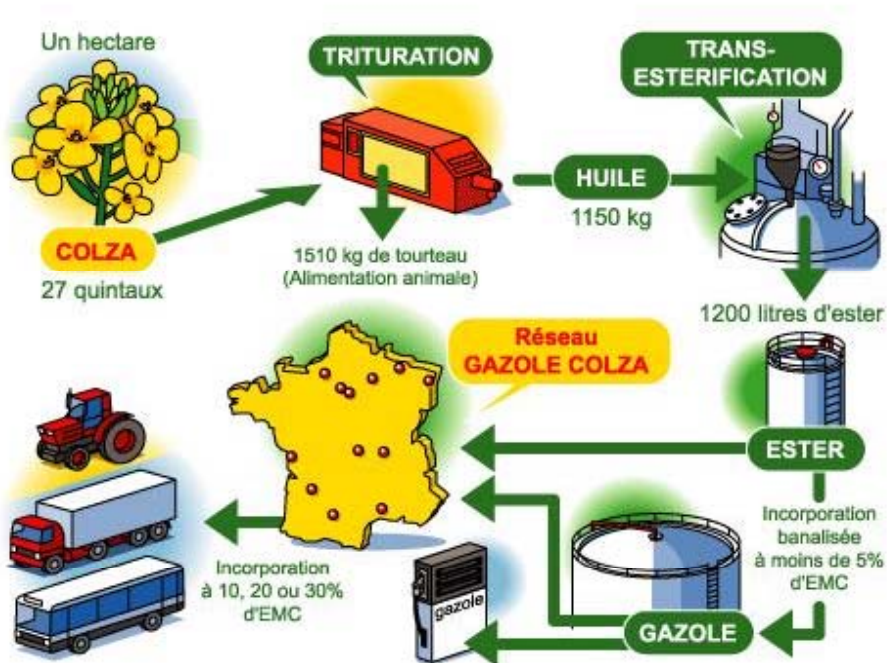 Un hectare
COLZA
27 quintaux
TRITURATION
1510 kg de tourteau
(Alimentation animale)
HUILE
1150 kg
TRANS-
ESTERIFICATION
1200 litres d'ester
Réseau
GAZOLE COLZA
ESTER
Incorporation
banalisée
à moins de 5%
d'EMC
GAZOLE
gazole
Incorporation
à 10, 20 ou 30%
d'EMC